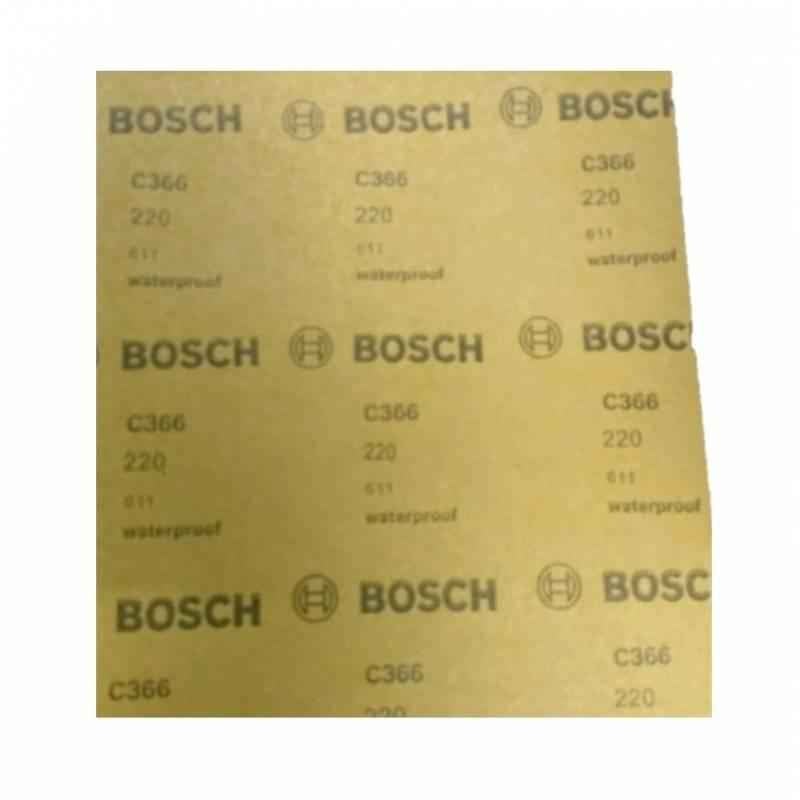 BOSCH BOSCH BOSCH
C366 C366 C366
220 220 220
611 611 611
waterproof waterproof waterproof
BOSCH BOSCH BOSC
C366 C366 C366
220 220 220
611 611 611
waterproof waterproof waterproof
BOSCH BOSCH BOSC
C366 C366 C366
220 220